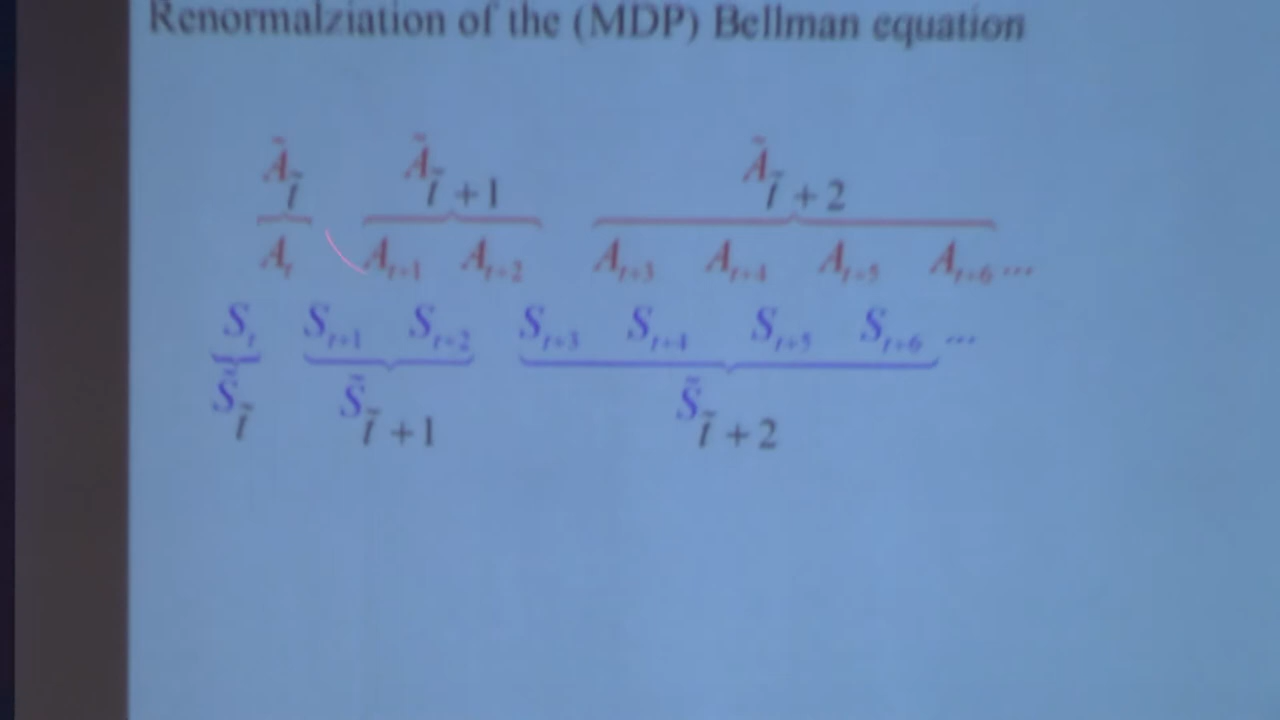 Renormalziation of the (MDP) Bellman equation
Ã_t̃ Ã_t̃ +1 Ã_t̃ +2
A_t A_t+1 A_t+2 A_t+3 A_t+4 A_t+5 A_t+6 ...
S_t S_t+1 S_t+2 S_t+3 S_t+4 S_t+5 S_t+6 ...
S̃_t̃ S̃_t̃ +1 S̃_t̃ +2